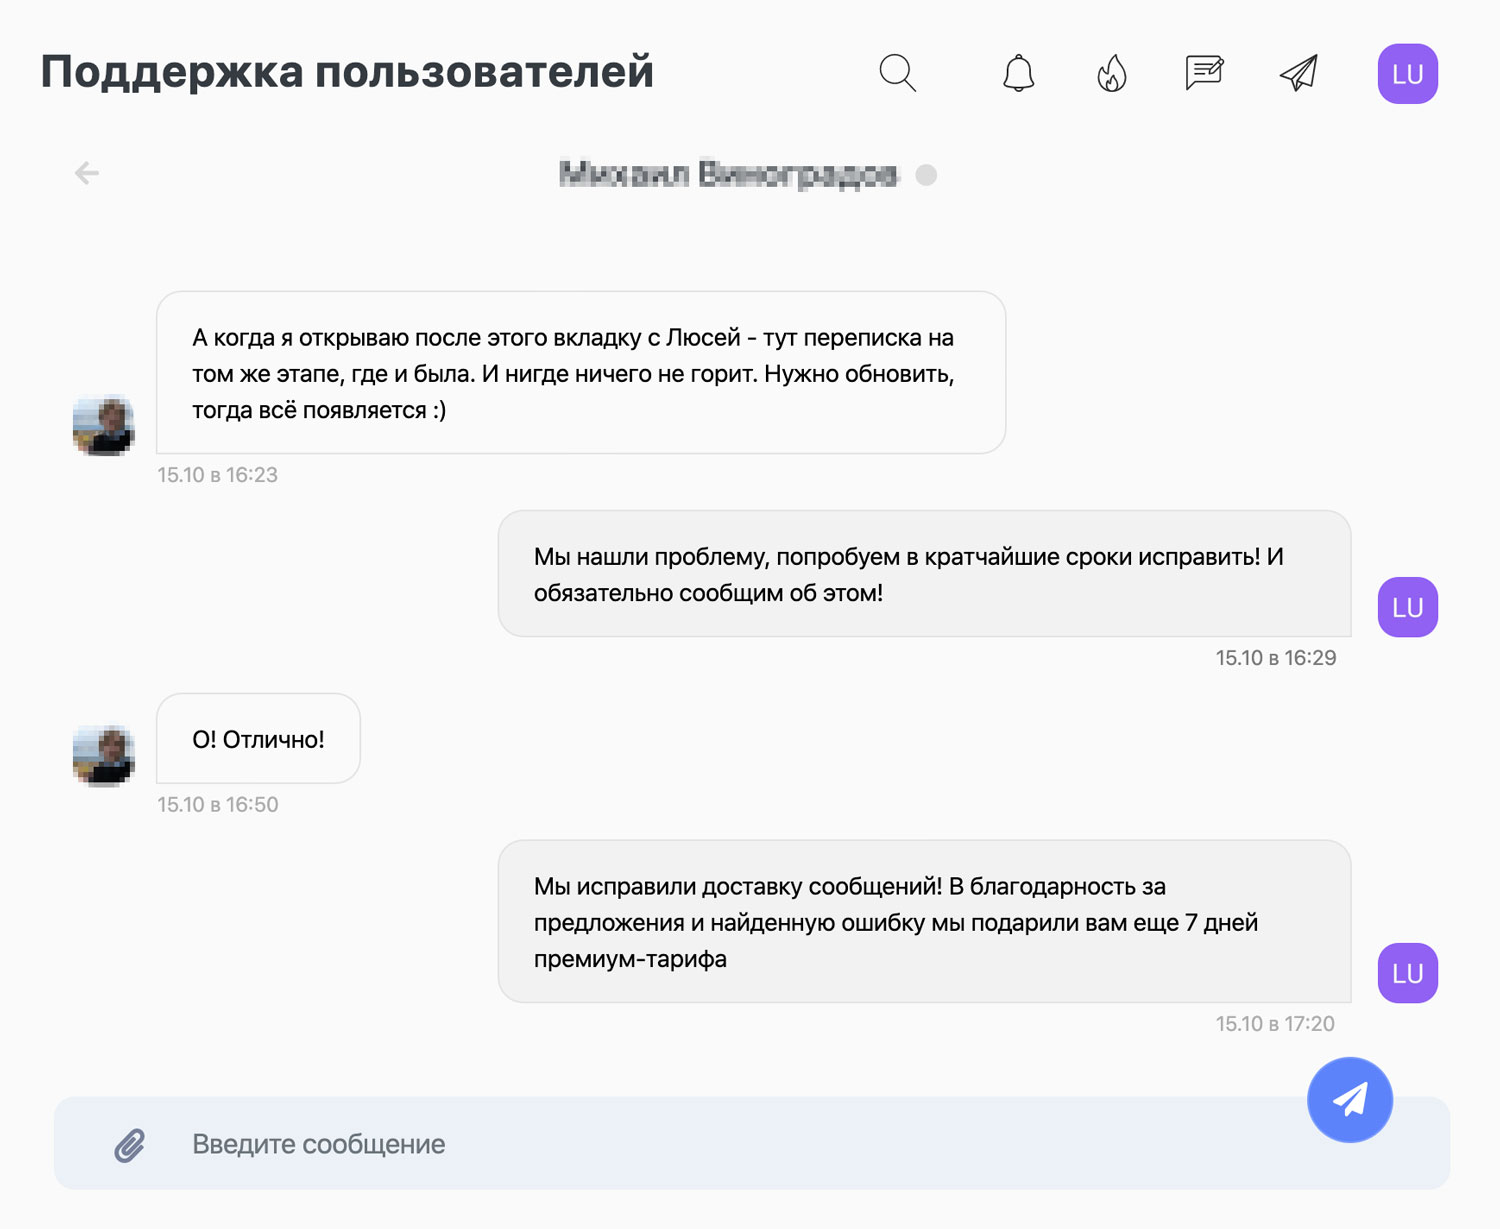 Поддержка пользователей
LU
Михаил Виноградов
А когда я открываю после этого вкладку с Люсей - тут переписка на
том же этапе, где и была. И нигде ничего не горит. Нужно обновить,
тогда всё появляется :)
15.10 в 16:23
Мы нашли проблему, попробуем в кратчайшие сроки исправить! И
обязательно сообщим об этом!
LU
15.10 в 16:29
О! Отлично!
15.10 в 16:50
Мы исправили доставку сообщений! В благодарность за
предложения и найденную ошибку мы подарили вам еще 7 дней
премиум-тарифа
LU
15.10 в 17:20
Введите сообщение